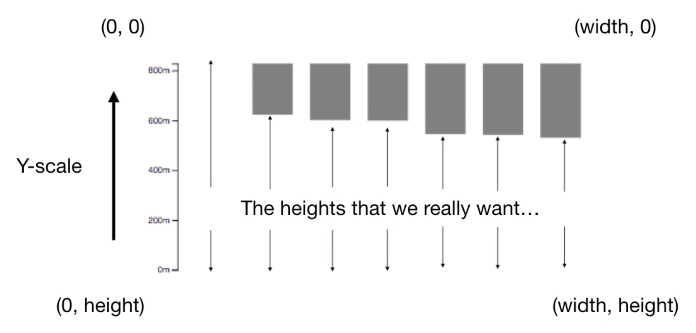 (0, 0)
(width, 0)
800m
600m
Y-scale
400m
The heights that we really want...
200m
0m
(0, height)
(width, height)